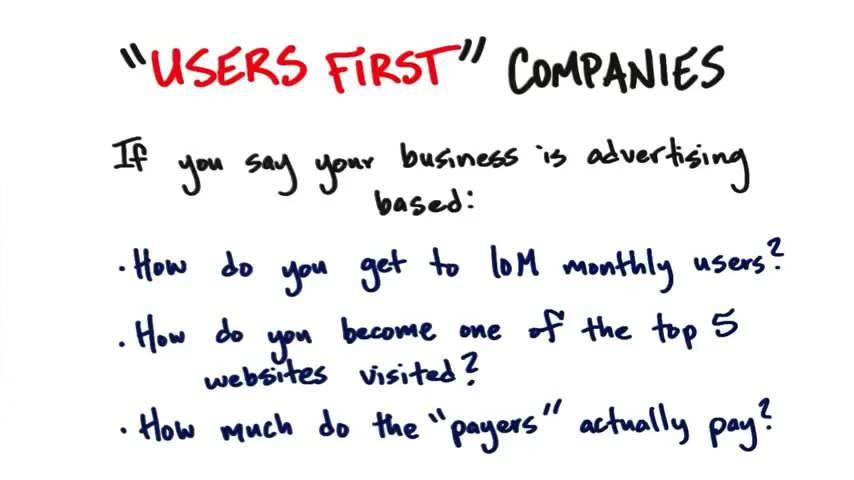 "USERS FIRST" COMPANIES
If you say your business is advertising
based:
• How do you get to 10M monthly users?
• How do you become one of the top 5
websites visited?
• How much do the "payers" actually pay?